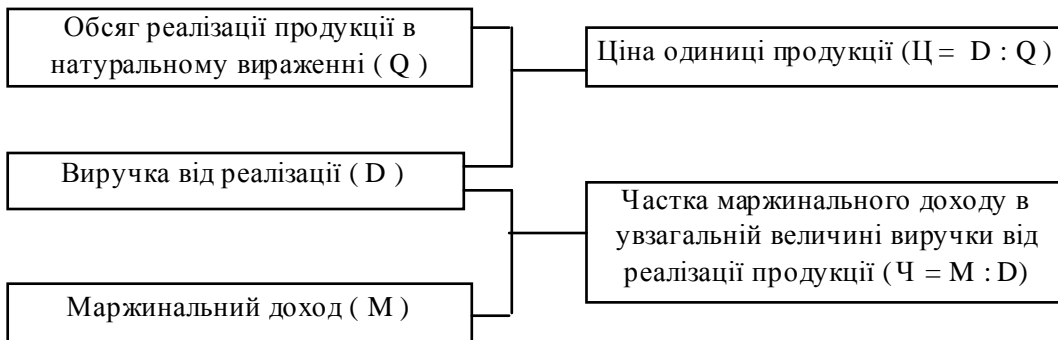 Обсяг реалізації продукції в
натуральному вираженні ( Q )
Ціна одиниці продукції (Ц = D : Q )
Виручка від реалізації ( D )
Частка маржинального доходу в
увзагальній величині виручки від
реалізації продукції (Ч = M : D)
Маржинальний доход ( M )